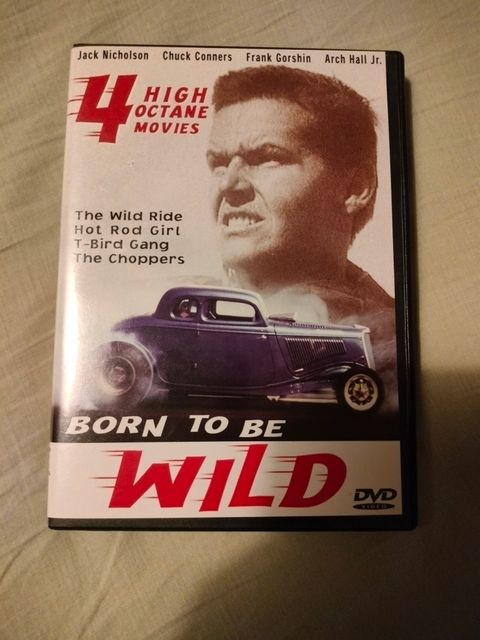 Jack Nicholson Chuck Conners Frank Gorshin Arch Hall Jr.
4 HIGH
OCTANE
MOVIES
The Wild Ride
Hot Rod Girl
T-Bird Gang
The Choppers
BORN TO BE
WILD
DVD
VIDEO